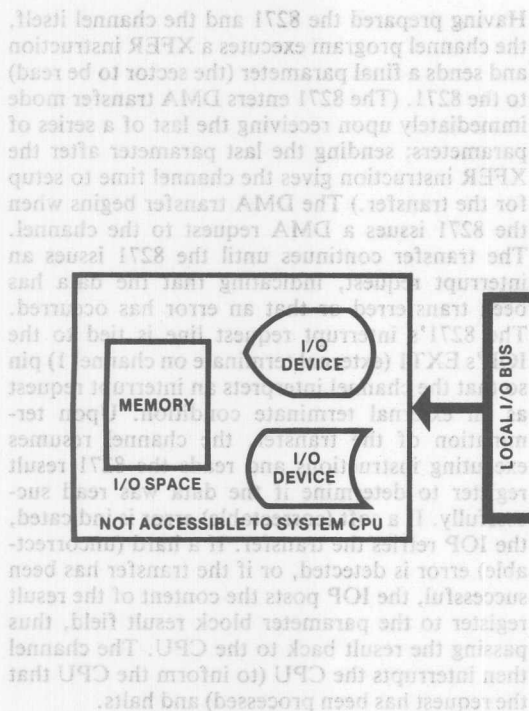 Having prepared the 8271 and the channel itself,
the channel program executes a XFER instruction
and sends a final parameter (the sector to be read)
to the 8271. (The 8271 enters DMA transfer mode
immediately upon receiving the last of a series of
parameters; sending the last parameter after the
XFER instruction gives the channel time to setup
for the transfer.) The DMA transfer begins when
the 8271 issues a DMA request to the channel.
The transfer continues until the 8271 issues an
interrupt request, indicating that the data has
been transferred or that an error has occurred.
The 8271's interrupt request line is tied to the
EXT1 (external terminate on channel 1) pin
so that the channel interprets an interrupt request
as an external terminate condition. Upon ter-
mination of the transfer, the channel resumes
executing instructions and reads the 8271 result
register to determine if the data was read suc-
cessfully. If a error is indicated,
the IOP retries the transfer. If a hard (uncorrect-
able) error is detected, or if the transfer has been
successful, the IOP posts the content of the result
register to the parameter block result field, thus
passing the result back to the CPU. The channel
then interrupts the CPU (to inform the CPU that
the request has been processed) and halts.
I/O
DEVICE
MEMORY
I/O
DEVICE
I/O SPACE
NOT ACCESSIBLE TO SYSTEM CPU
LOCAL I/O BUS